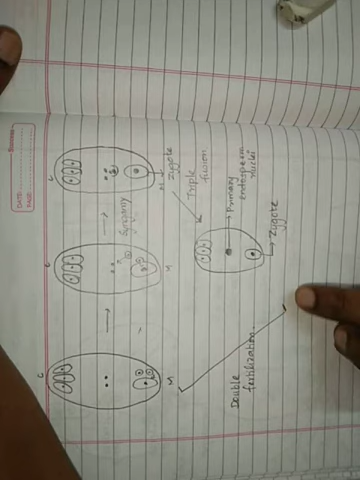 DATE:
PAGE:
C
C
C
Syngamy
M
M
M
Zygote
Triple
fusion
Primary
endosperm
nuclei
Zygote
Double
fertilization.